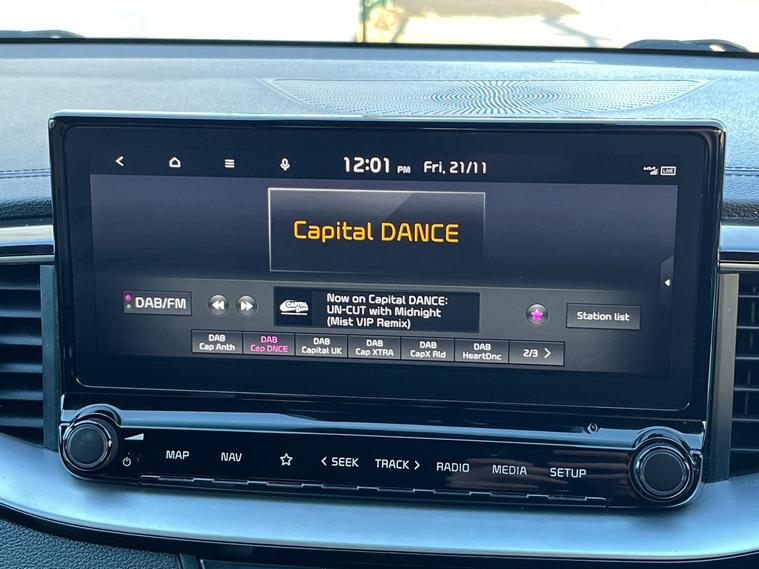 12:01 PM Fri, 21/11
LIVE
Capital DANCE
DAB/FM
CAPITAL
Now on Capital DANCE:
UN-CUT with Midnight
(Mist VIP Remix)
Station list
DAB
Cap Anth
DAB
Cap DNCE
DAB
Capital UK
DAB
Cap XTRA
DAB
CapX Rld
DAB
HeartDnc
2/3 >
MAP
NAV
< SEEK
TRACK >
RADIO
MEDIA
SETUP